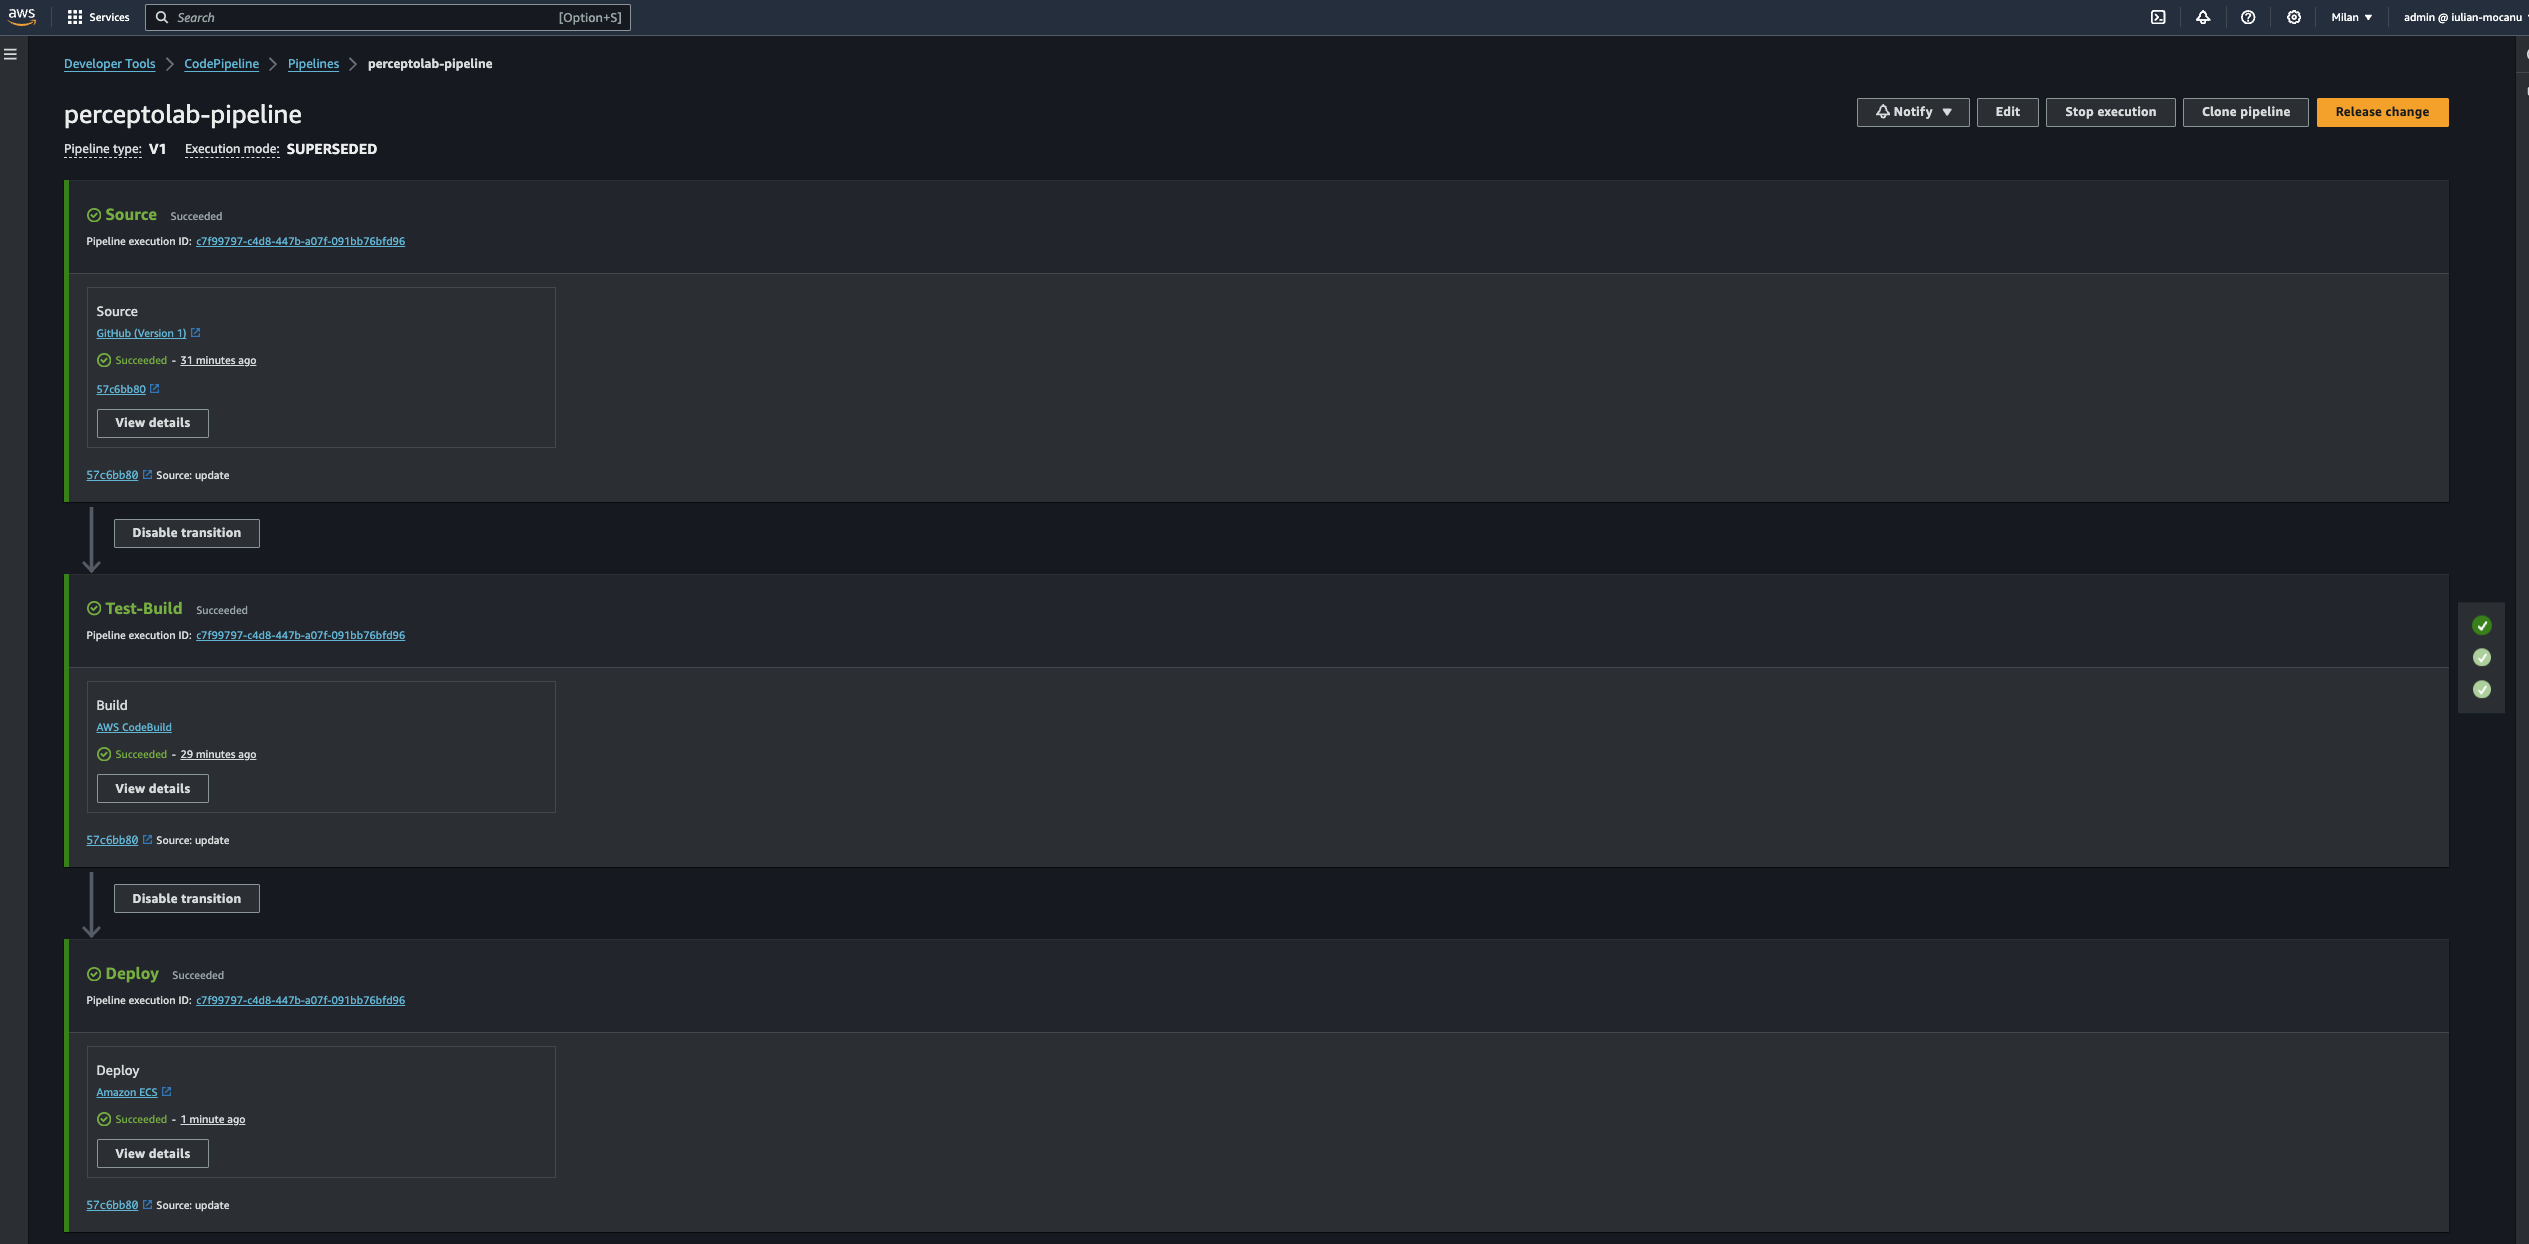 aws Services Search [Option+S] Milan admin @ iulian-mocanu
Developer Tools CodePipeline Pipelines perceptolab-pipeline
perceptolab-pipeline
Notify Edit Stop execution Clone pipeline Release change
Pipeline type: V1 Execution mode: SUPERSEDED
Source Succeeded
Pipeline execution ID: c7f99797-c4d8-447b-a07f-091bb76bfd96
Source
GitHub (Version 1)
Succeeded - 31 minutes ago
57c6bb80
View details
57c6bb80 Source: update
Disable transition
Test-Build Succeeded
Pipeline execution ID: c7f99797-c4d8-447b-a07f-091bb76bfd96
Build
AWS CodeBuild
Succeeded - 29 minutes ago
View details
57c6bb80 Source: update
Disable transition
Deploy Succeeded
Pipeline execution ID: c7f99797-c4d8-447b-a07f-091bb76bfd96
Deploy
Amazon ECS
Succeeded - 1 minute ago
View details
57c6bb80 Source: update